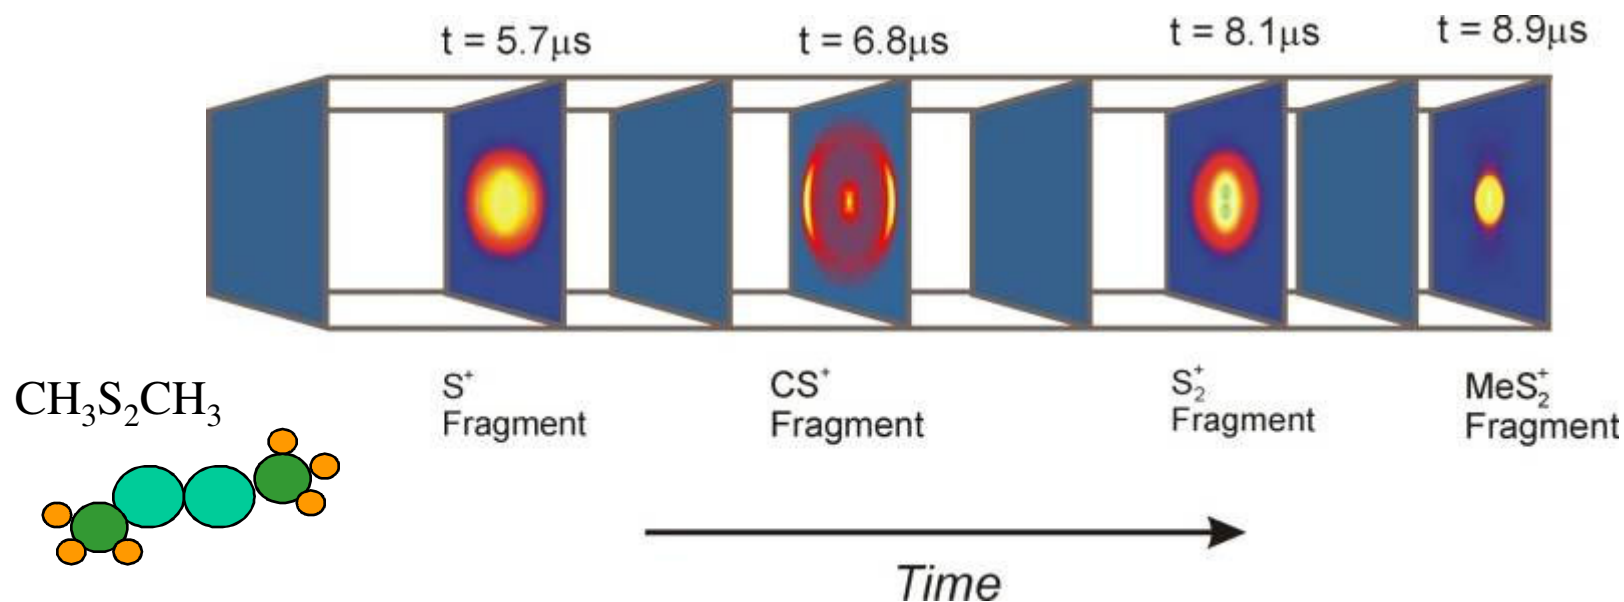 t = 5.7μs
t = 6.8μs
t = 8.1μs
t = 8.9μs
CH₃S₂CH₃
S⁺
Fragment
CS⁺
Fragment
S₂⁺
Fragment
MeS₂⁺
Fragment
Time